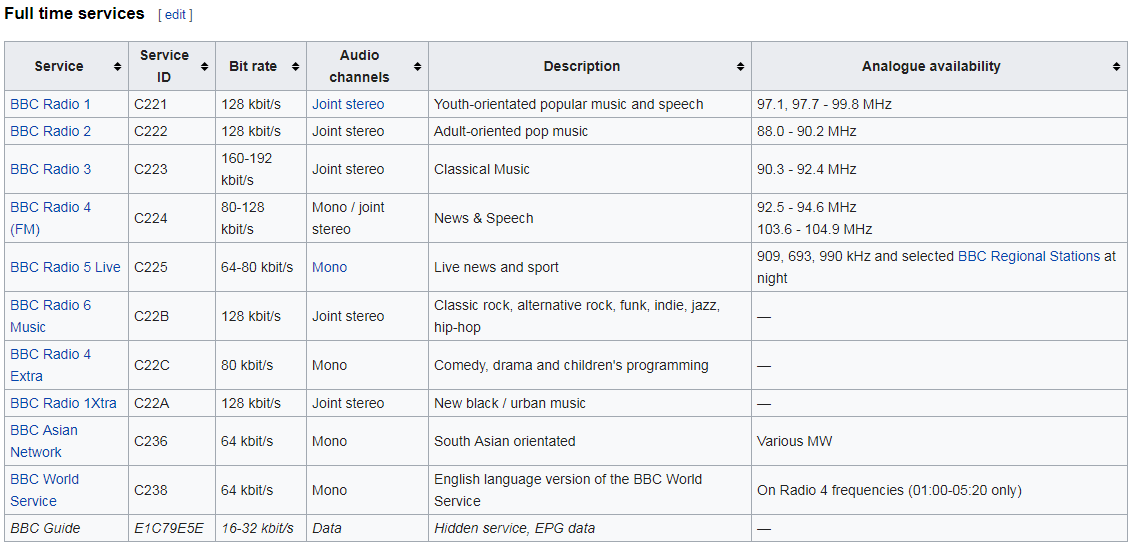 Full time services [ edit ]
Service Service ID Bit rate Audio channels Description Analogue availability
BBC Radio 1 C221 128 kbit/s Joint stereo Youth-orientated popular music and speech 97.1, 97.7 - 99.8 MHz
BBC Radio 2 C222 128 kbit/s Joint stereo Adult-oriented pop music 88.0 - 90.2 MHz
BBC Radio 3 C223 160-192 kbit/s Joint stereo Classical Music 90.3 - 92.4 MHz
BBC Radio 4 (FM) C224 80-128 kbit/s Mono / joint stereo News & Speech 92.5 - 94.6 MHz 103.6 - 104.9 MHz
BBC Radio 5 Live C225 64-80 kbit/s Mono Live news and sport 909, 693, 990 kHz and selected BBC Regional Stations at night
BBC Radio 6 Music C22B 128 kbit/s Joint stereo Classic rock, alternative rock, funk, indie, jazz, hip-hop —
BBC Radio 4 Extra C22C 80 kbit/s Mono Comedy, drama and children's programming —
BBC Radio 1Xtra C22A 128 kbit/s Joint stereo New black / urban music —
BBC Asian Network C236 64 kbit/s Mono South Asian orientated Various MW
BBC World Service C238 64 kbit/s Mono English language version of the BBC World Service On Radio 4 frequencies (01:00-05:20 only)
BBC Guide E1C79E5E 16-32 kbit/s Data Hidden service, EPG data —